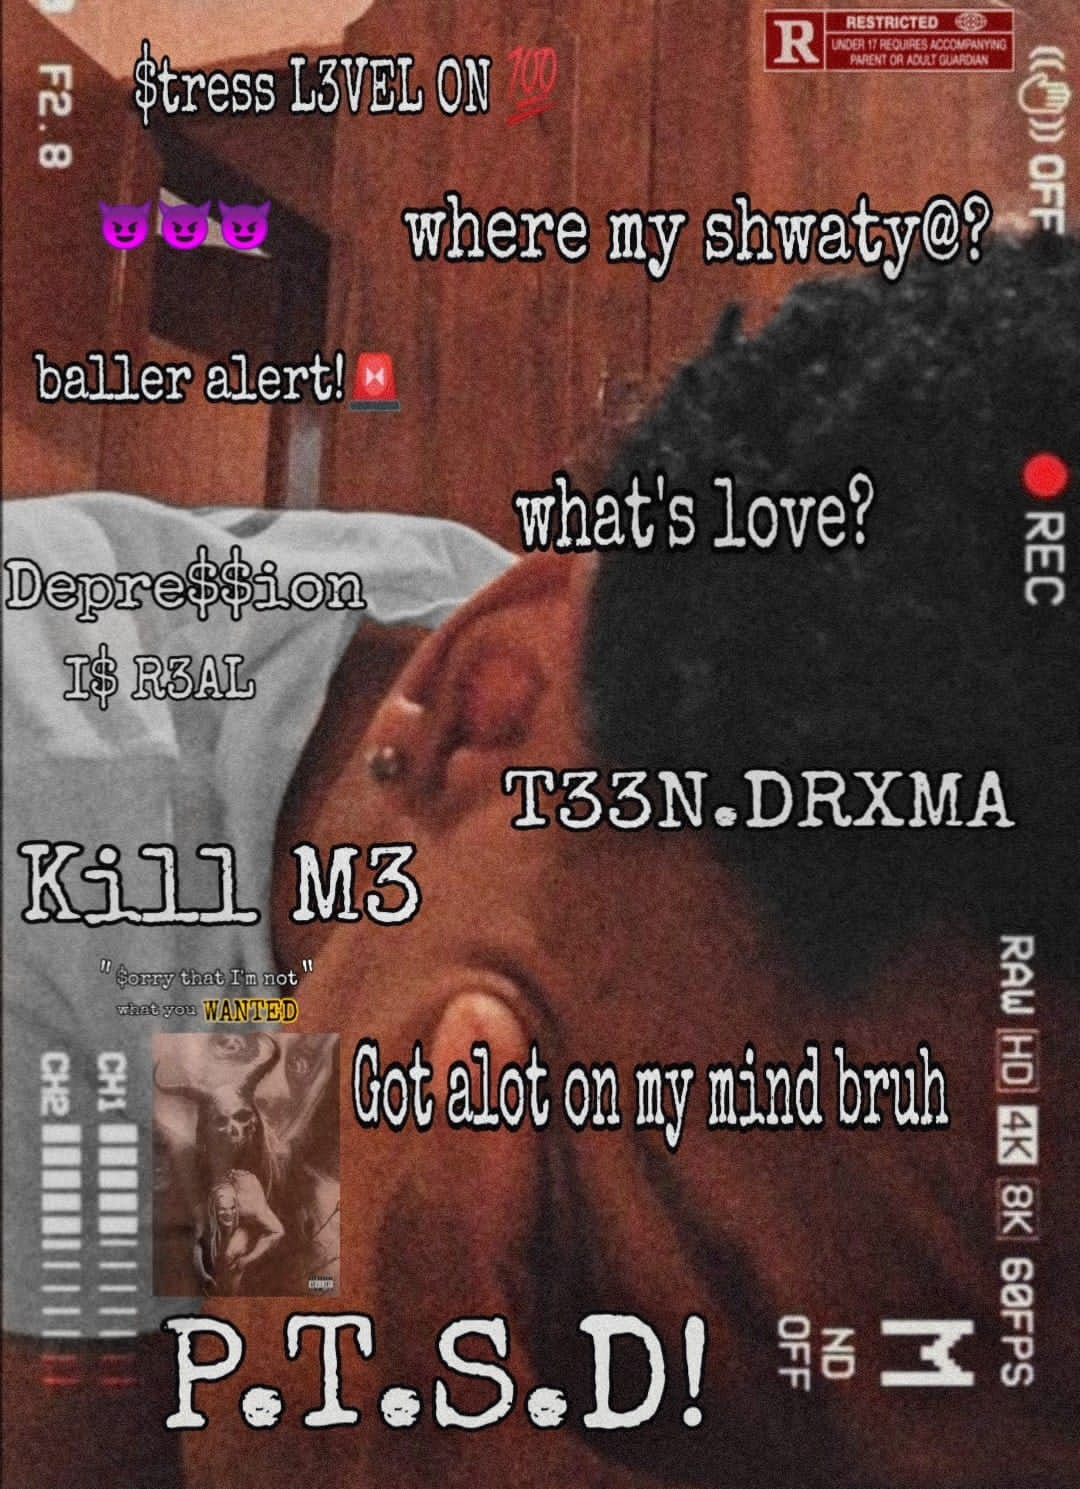 R
RESTRICTED
UNDER 17 REQUIRES ACCOMPANYING
PARENT OR ADULT GUARDIAN
F2.8
$tress L3VEL ON 💯
OFF
😈😈😈
where my shwaty@?
baller alert!🚨
what's love?
REC
Depre$$ion
I$ R3AL
T33N.DRXMA
Kill M3
"$orry that I'm not"
what you WANTED
Got alot on my mind bruh
RAW HD 4K 8K 60FPS
CH1
CH2
P.T.S.D!
ND
OFF
M